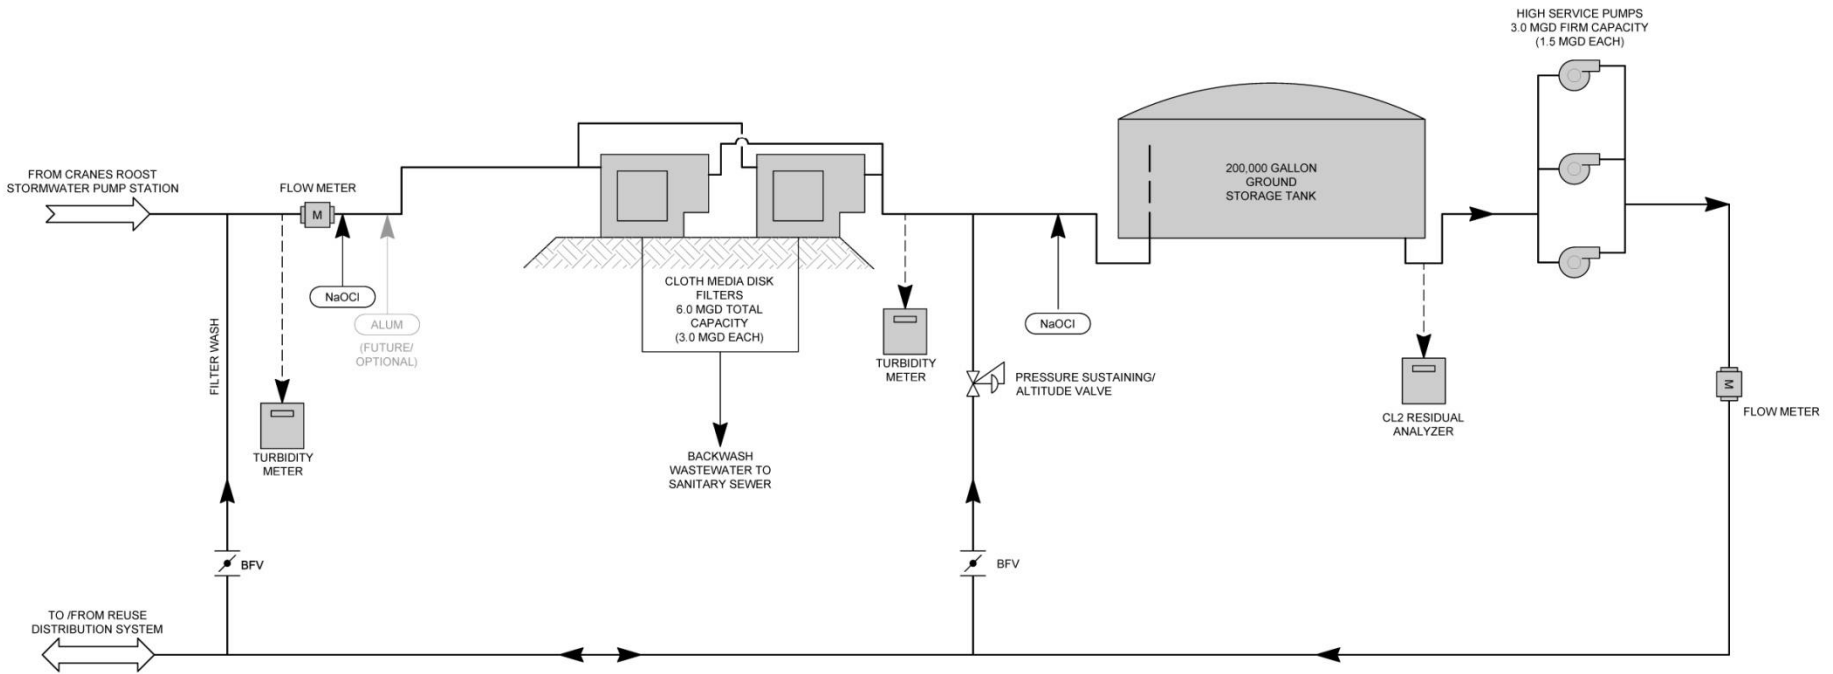 HIGH SERVICE PUMPS
3.0 MGD FIRM CAPACITY
(1.5 MGD EACH)
FROM CRANES ROOST
STORMWATER PUMP STATION
FLOW METER
M
NaOCl
ALUM
(FUTURE/
OPTIONAL)
FILTER WASH
TURBIDITY
METER
CLOTH MEDIA DISK
FILTERS
6.0 MGD TOTAL
CAPACITY
(3.0 MGD EACH)
BACKWASH
WASTEWATER TO
SANITARY SEWER
TURBIDITY
METER
NaOCl
PRESSURE SUSTAINING/
ALTITUDE VALVE
200,000 GALLON
GROUND
STORAGE TANK
CL2 RESIDUAL
ANALYZER
M
FLOW METER
BFV
BFV
TO /FROM REUSE
DISTRIBUTION SYSTEM